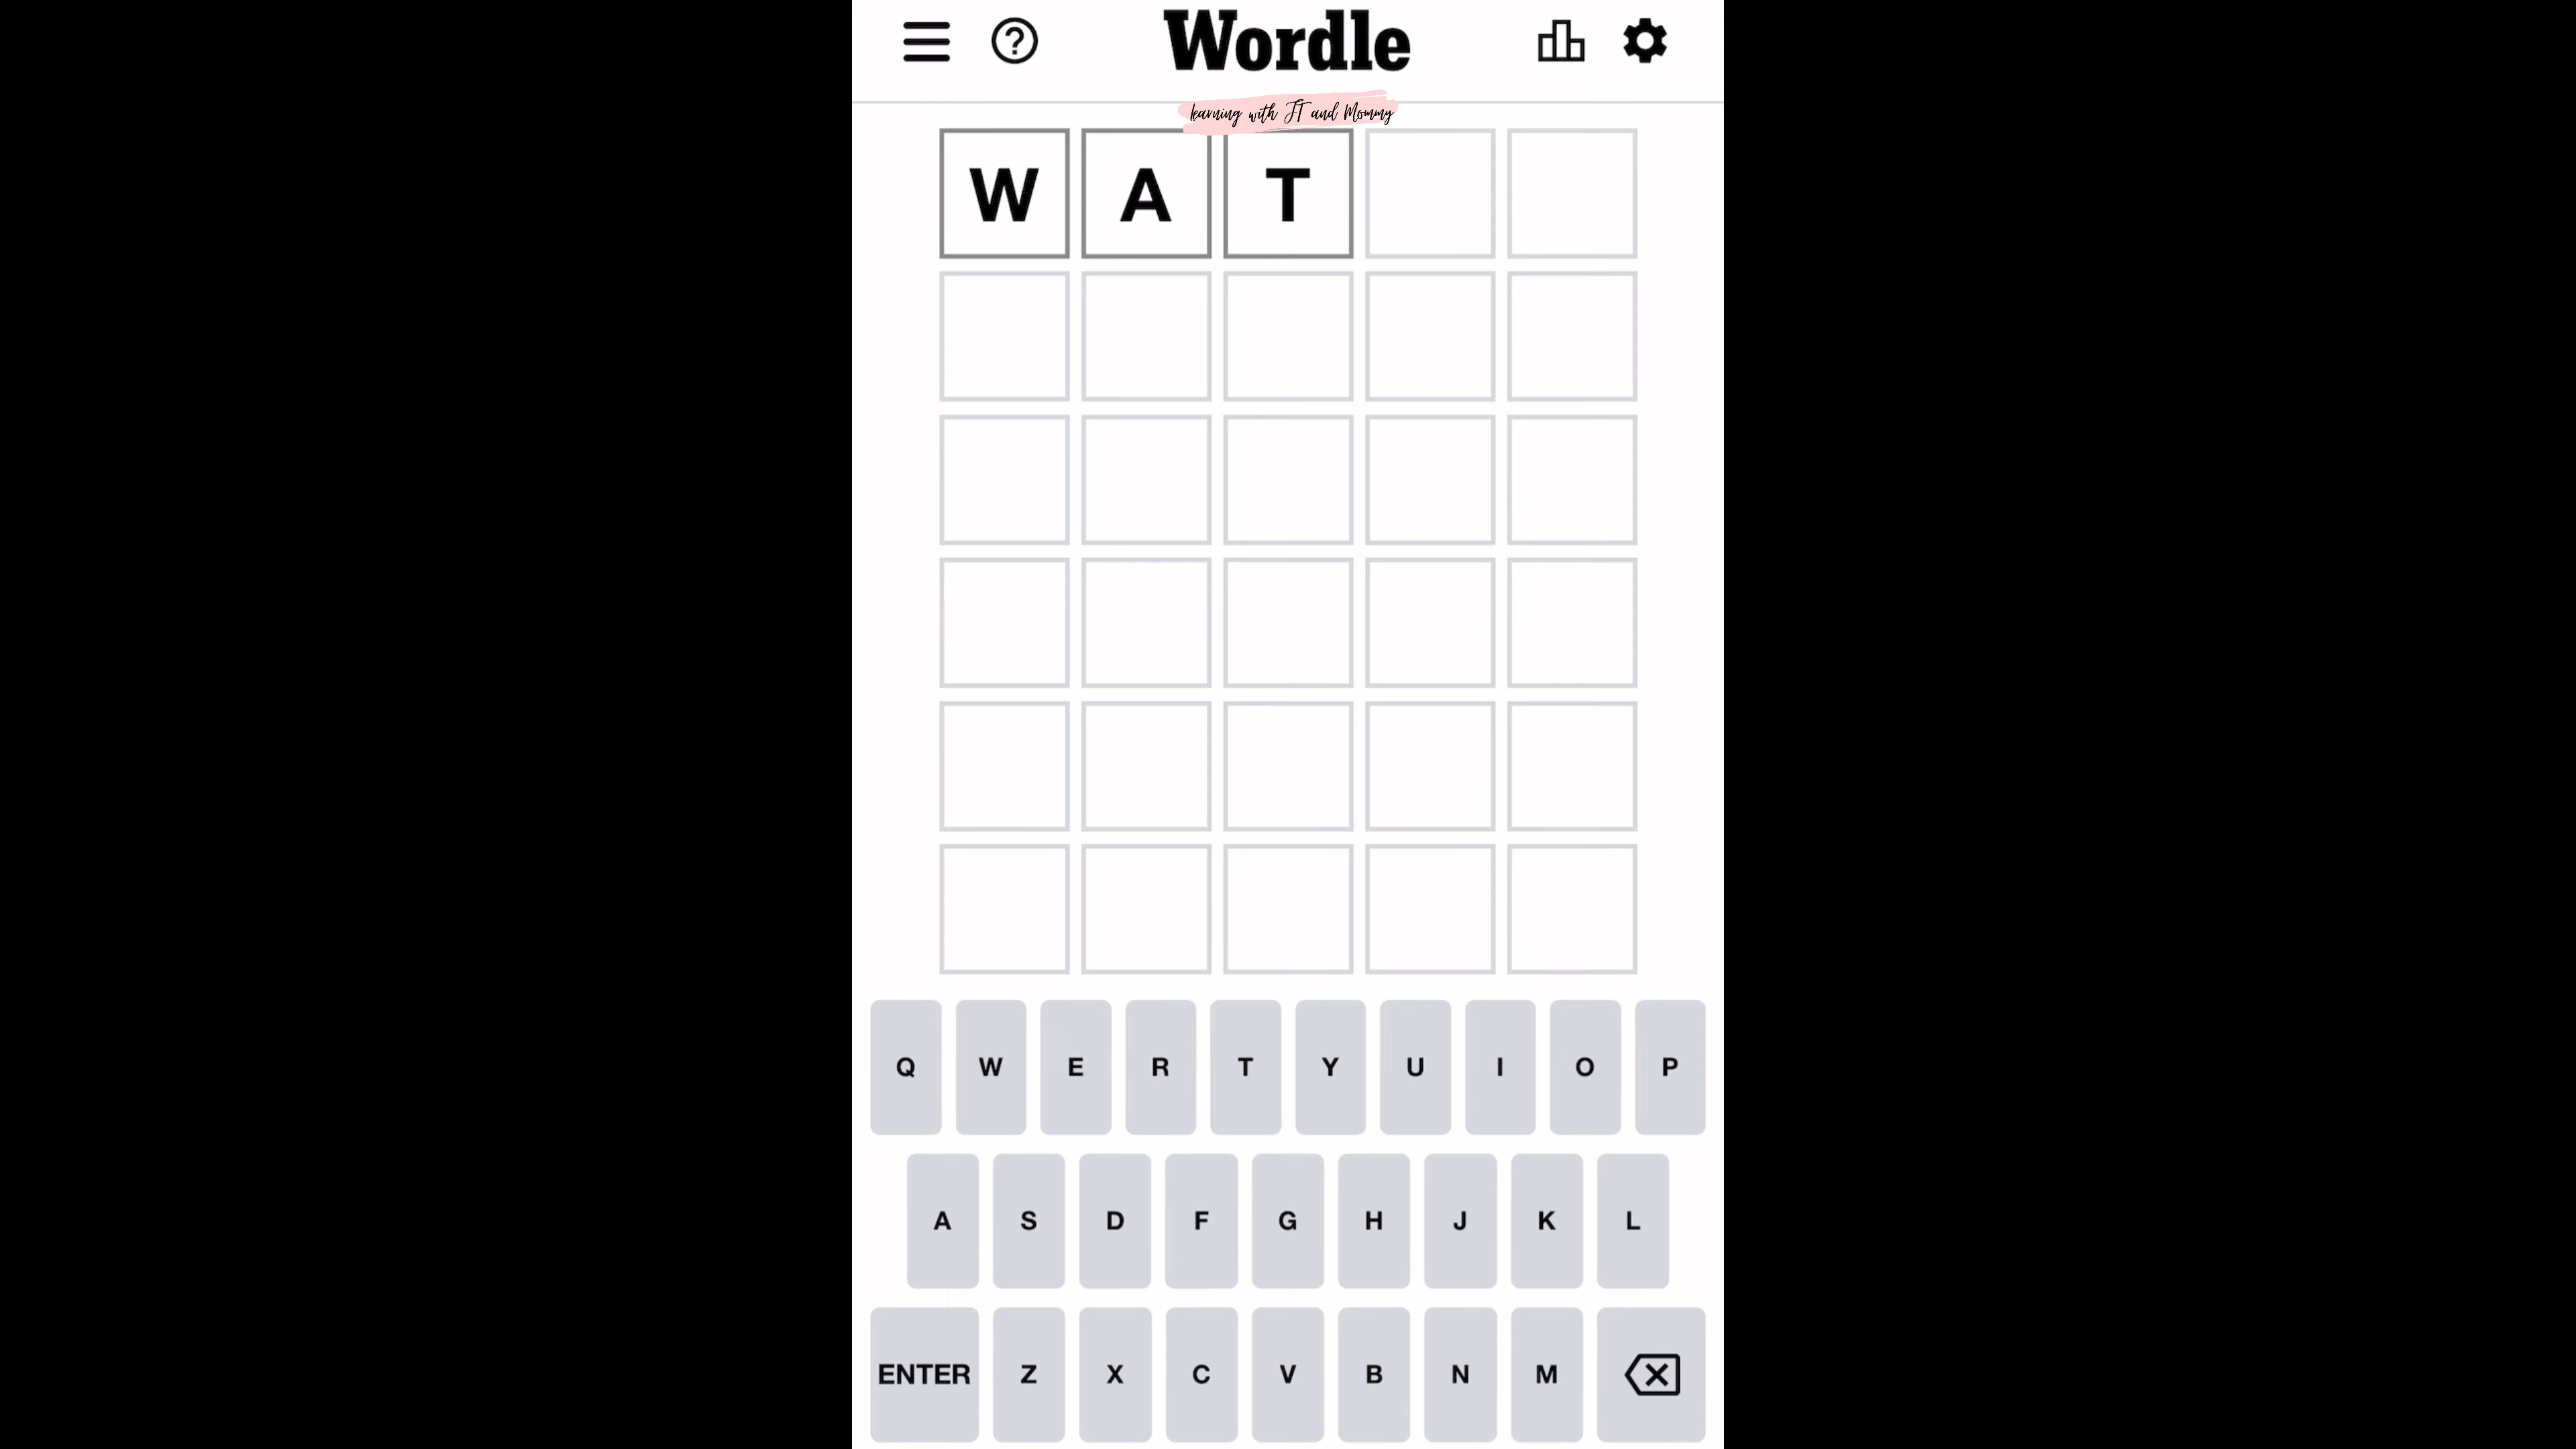 Wordle
learning with JT and Mommy
W A T
Q W E R T Y U I O P
A S D F G H J K L
ENTER Z X C V B N M